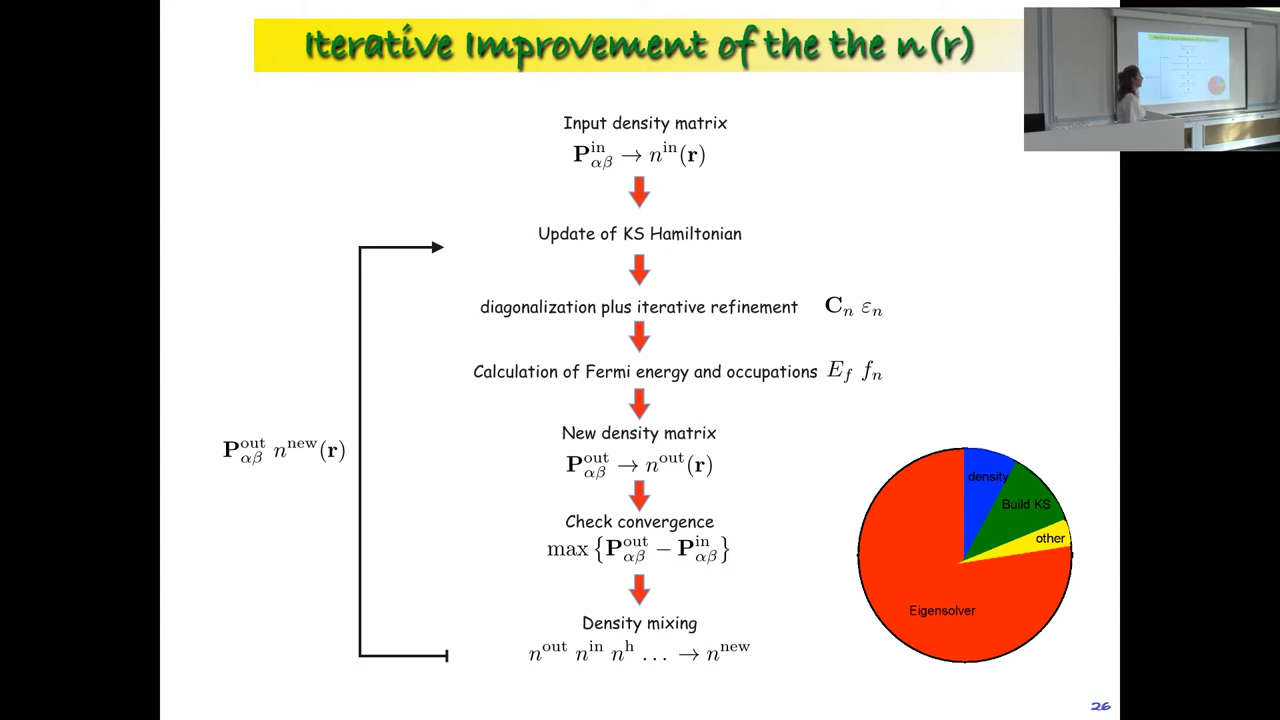 Iterative Improvement of the the n(r)
Input density matrix
P^in_αβ → n^in(r)
Update of KS Hamiltonian
diagonalization plus iterative refinement C_n ε_n
Calculation of Fermi energy and occupations E_f f_n
New density matrix
P^out_αβ → n^out(r)
P^out_αβ n^new(r)
Check convergence
max {P^out_αβ − P^in_αβ}
Density mixing
n^out n^in n^h … → n^new
density
Build KS
other
Eigensolver
26